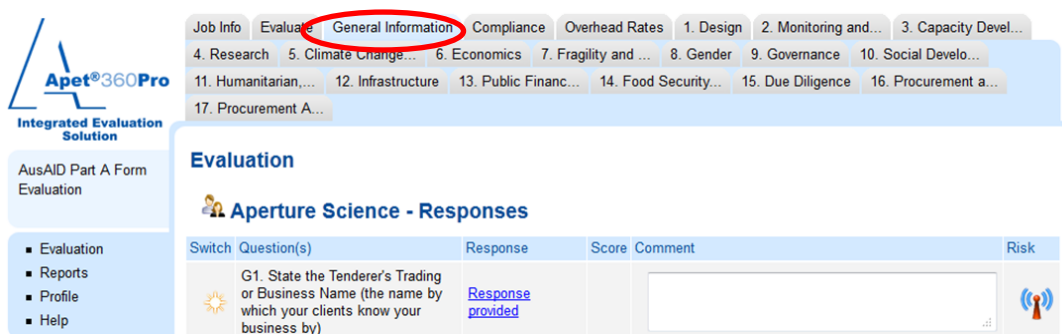 Job Info Evaluate General Information Compliance Overhead Rates 1. Design 2. Monitoring and... 3. Capacity Devel...
4. Research 5. Climate Change... 6. Economics 7. Fragility and ... 8. Gender 9. Governance 10. Social Develo...
11. Humanitarian,... 12. Infrastructure 13. Public Financ... 14. Food Security... 15. Due Diligence 16. Procurement a...
17. Procurement A...
Apet®360Pro
Integrated Evaluation
Solution
AusAID Part A Form
Evaluation
Evaluation
Reports
Profile
Help
Evaluation
Aperture Science - Responses
Switch Question(s) Response Score Comment Risk
G1. State the Tenderer's Trading
or Business Name (the name by
which your clients know your
business by)
Response
provided